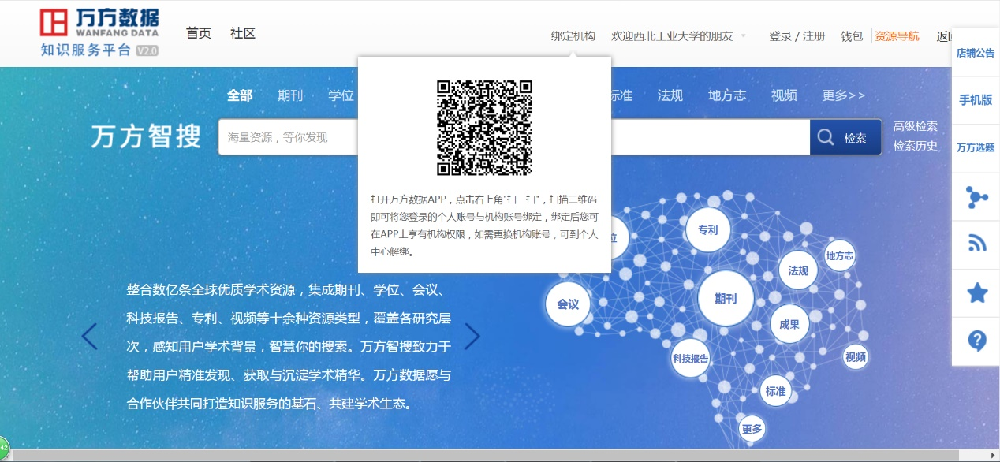 万方数据
WANFANG DATA
知识服务平台 V2.0
首页 社区
绑定机构 欢迎西北工业大学的朋友 登录 / 注册 钱包 资源导航 返回
店铺公告
手机版
万方选题
全部 期刊 学位 标准 法规 地方志 视频 更多>>
万方智搜
海量资源，等你发现
检索
高级检索
检索历史
打开万方数据APP，点击右上角"扫一扫"，扫描二维码
即可将您登录的个人账号与机构账号绑定，绑定后您可
在APP上享有机构权限，如需更换机构账号，可到个人
中心解绑。
整合数亿条全球优质学术资源，集成期刊、学位、会议、
科技报告、专利、视频等十余种资源类型，覆盖各研究层
次，感知用户学术背景，智慧你的搜索。万方智搜致力于
帮助用户精准发现、获取与沉淀学术精华。万方数据愿与
合作伙伴共同打造知识服务的基石、共建学术生态。
位
专利
地方志
法规
会议
期刊
成果
科技报告
视频
标准
更多
42